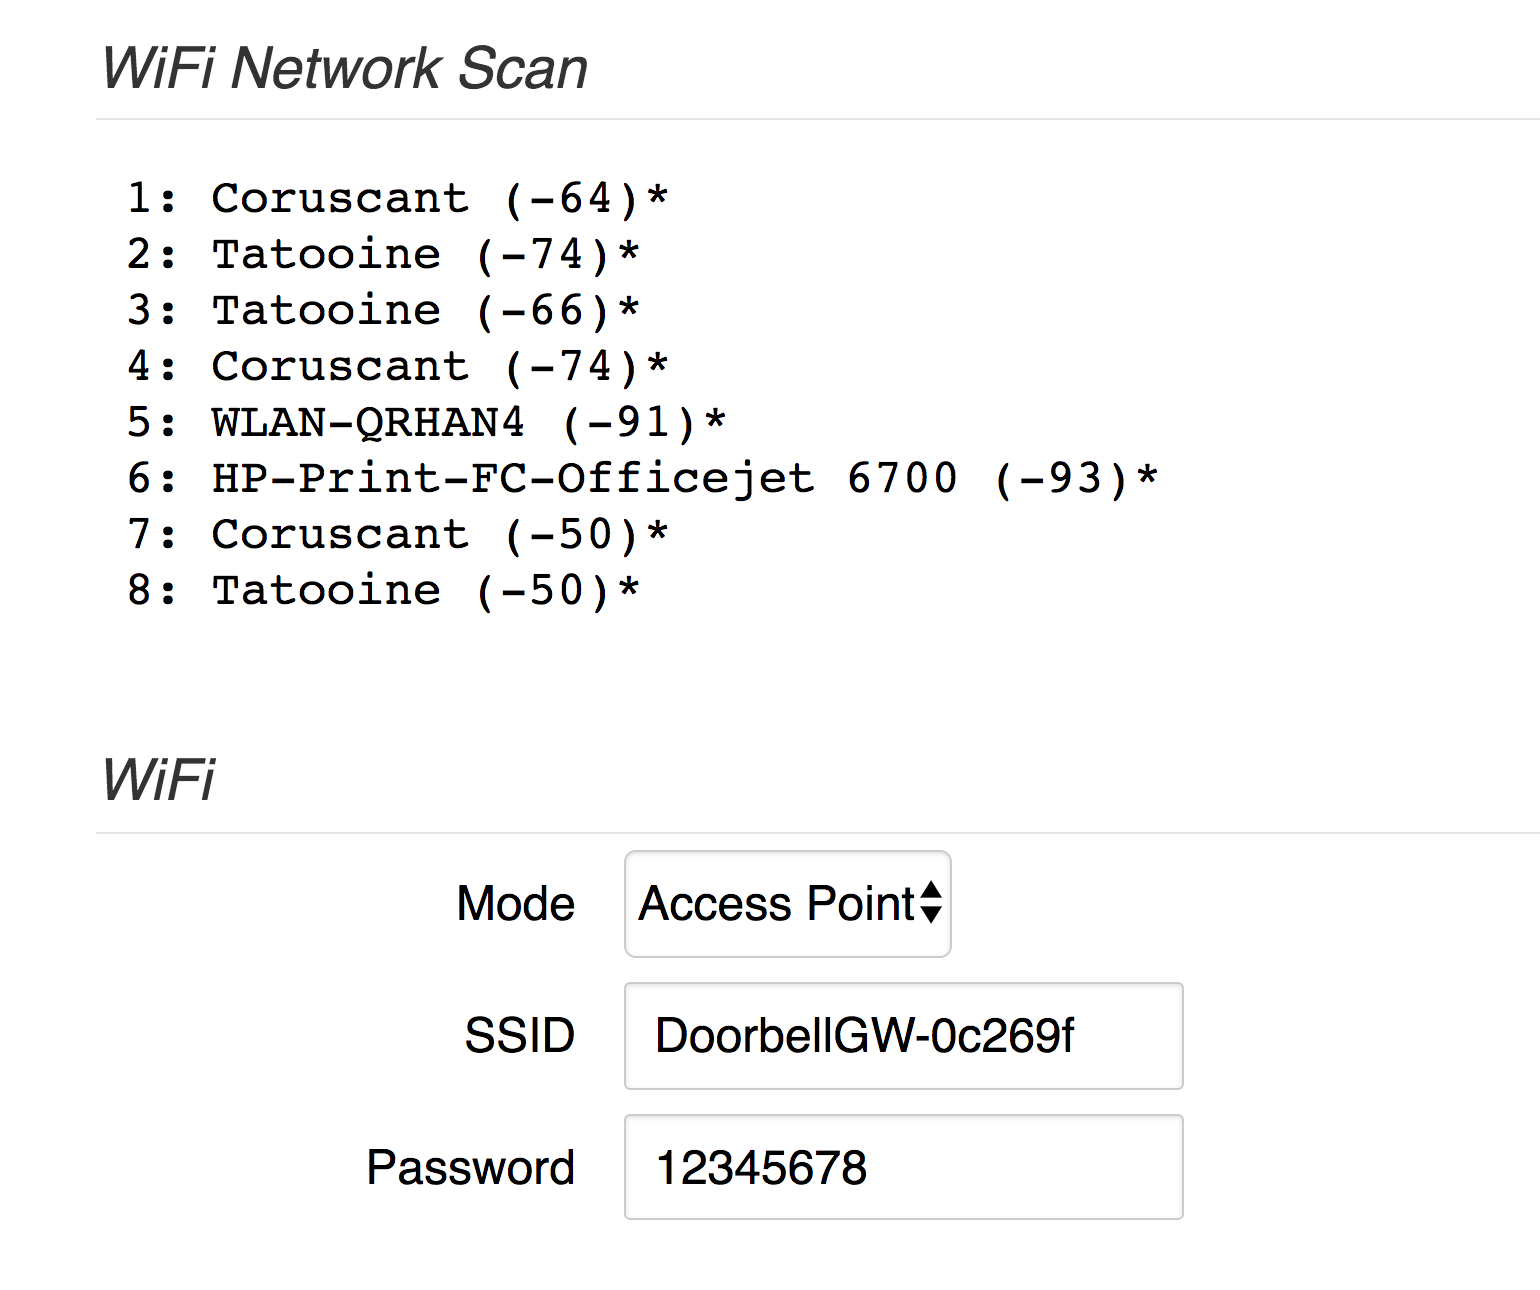 WiFi Network Scan
1: Coruscant (-64)*
2: Tatooine (-74)*
3: Tatooine (-66)*
4: Coruscant (-74)*
5: WLAN-QRHAN4 (-91)*
6: HP-Print-FC-Officejet 6700 (-93)*
7: Coruscant (-50)*
8: Tatooine (-50)*
WiFi
Mode Access Point
SSID DoorbellGW-0c269f
Password 12345678